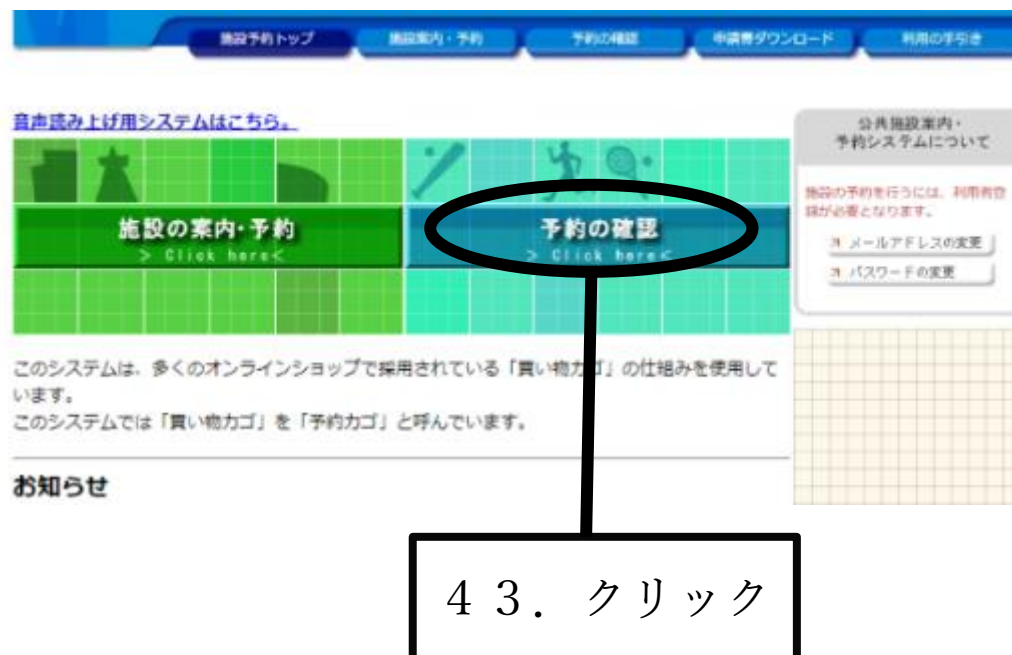 施設予約トップ
施設案内・予約
予約の確認
申請書ダウンロード
利用の手引き
音声読み上げ用システムはこちら。
施設の案内・予約
> Click here<
予約の確認
> Click here<
公共施設案内・
予約システムについて
施設の予約を行うには、利用者登
録が必要となります。
メールアドレスの変更
パスワードの変更
このシステムは、多くのオンラインショップで採用されている「買い物カゴ」の仕組みを使用して
います。
このシステムでは「買い物カゴ」を「予約カゴ」と呼んでいます。
お知らせ
４３．クリック